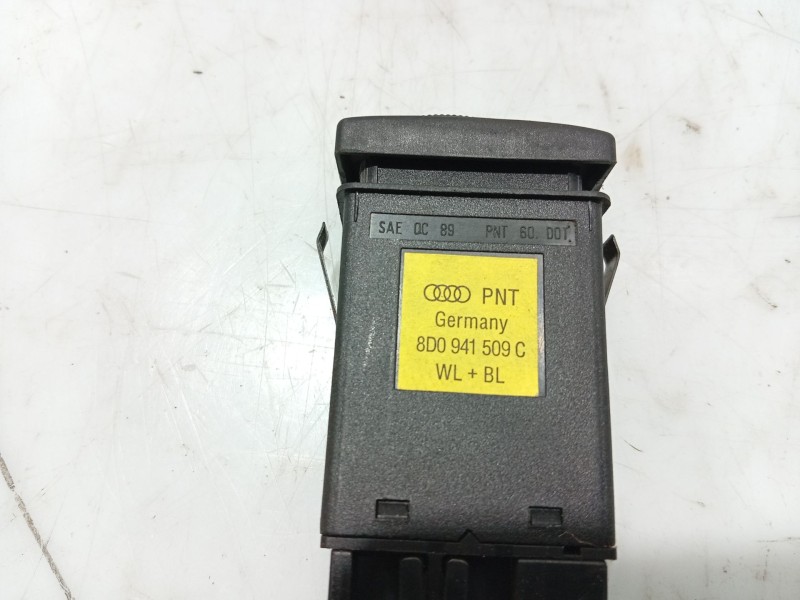 SAE QC 89 PNT 60. DOT.
PNT
Germany
8D0 941 509 C
WL + BL